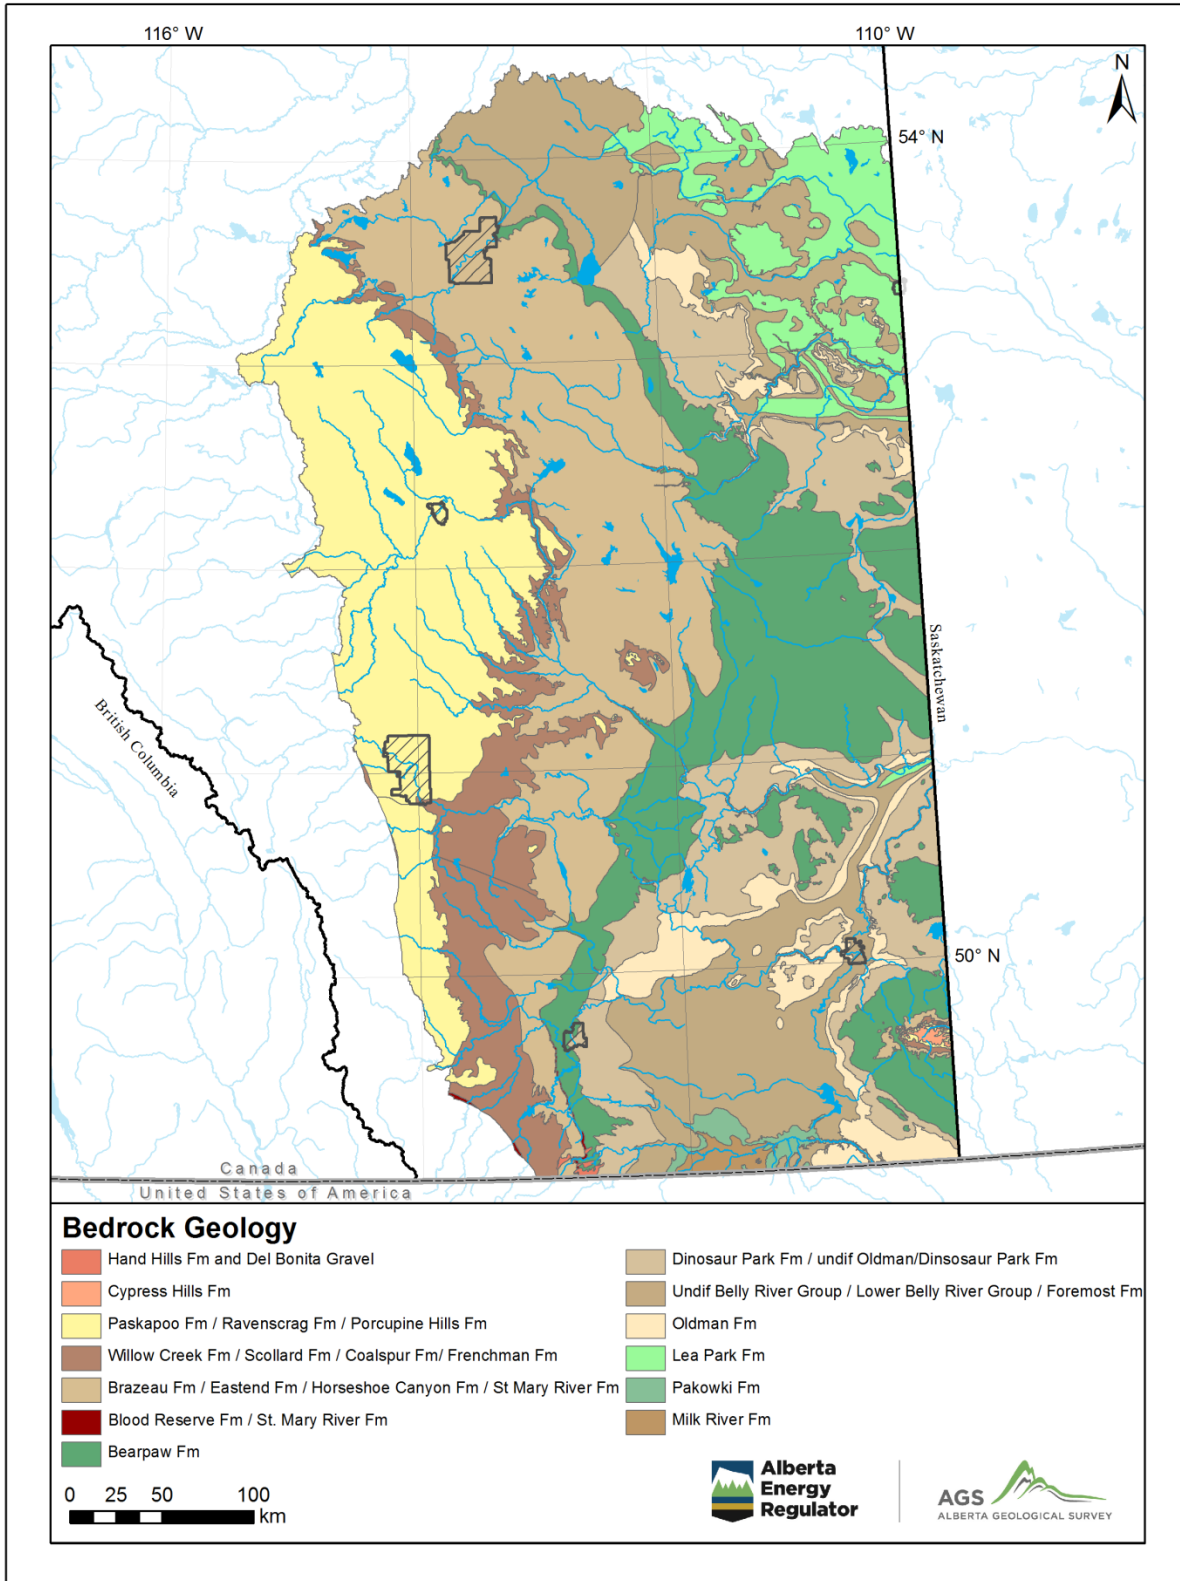 116° W
110° W
N
54° N
Saskatchewan
British Columbia
50° N
Canada
United States of America
Bedrock Geology
Hand Hills Fm and Del Bonita Gravel
Cypress Hills Fm
Paskapoo Fm / Ravenscrag Fm / Porcupine Hills Fm
Willow Creek Fm / Scollard Fm / Coalspur Fm/ Frenchman Fm
Brazeau Fm / Eastend Fm / Horseshoe Canyon Fm / St Mary River Fm
Blood Reserve Fm / St. Mary River Fm
Bearpaw Fm
Dinosaur Park Fm / undif Oldman/Dinsosaur Park Fm
Undif Belly River Group / Lower Belly River Group / Foremost Fm
Oldman Fm
Lea Park Fm
Pakowki Fm
Milk River Fm
0 25 50 100
km
Alberta
Energy
Regulator
AGS
ALBERTA GEOLOGICAL SURVEY